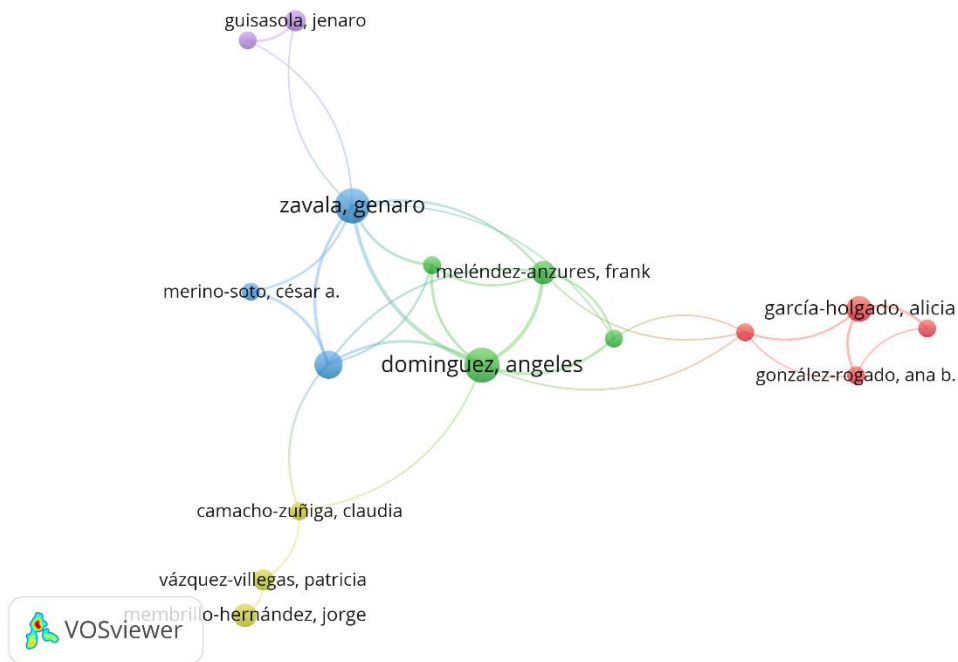 guisasola, jenaro
zavala, genaro
meléndez-anzures, frank
merino-soto, césar a.
garcía-holgado, alicia
dominguez, angeles
gonzález-rogado, ana b.
camacho-zuñiga, claudia
vázquez-villegas, patricia
membrillo-hernández, jorge
VOSviewer